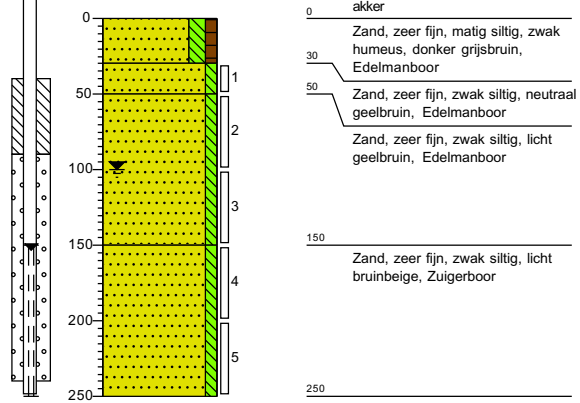 0
50
100
150
200
250
1
2
3
4
5
0
akker
Zand, zeer fijn, matig siltig, zwak
humeus, donker grijsbruin,
Edelmanboor
30
Zand, zeer fijn, zwak siltig, neutraal
geelbruin, Edelmanboor
50
Zand, zeer fijn, zwak siltig, licht
geelbruin, Edelmanboor
150
Zand, zeer fijn, zwak siltig, licht
bruinbeige, Zuigerboor
250